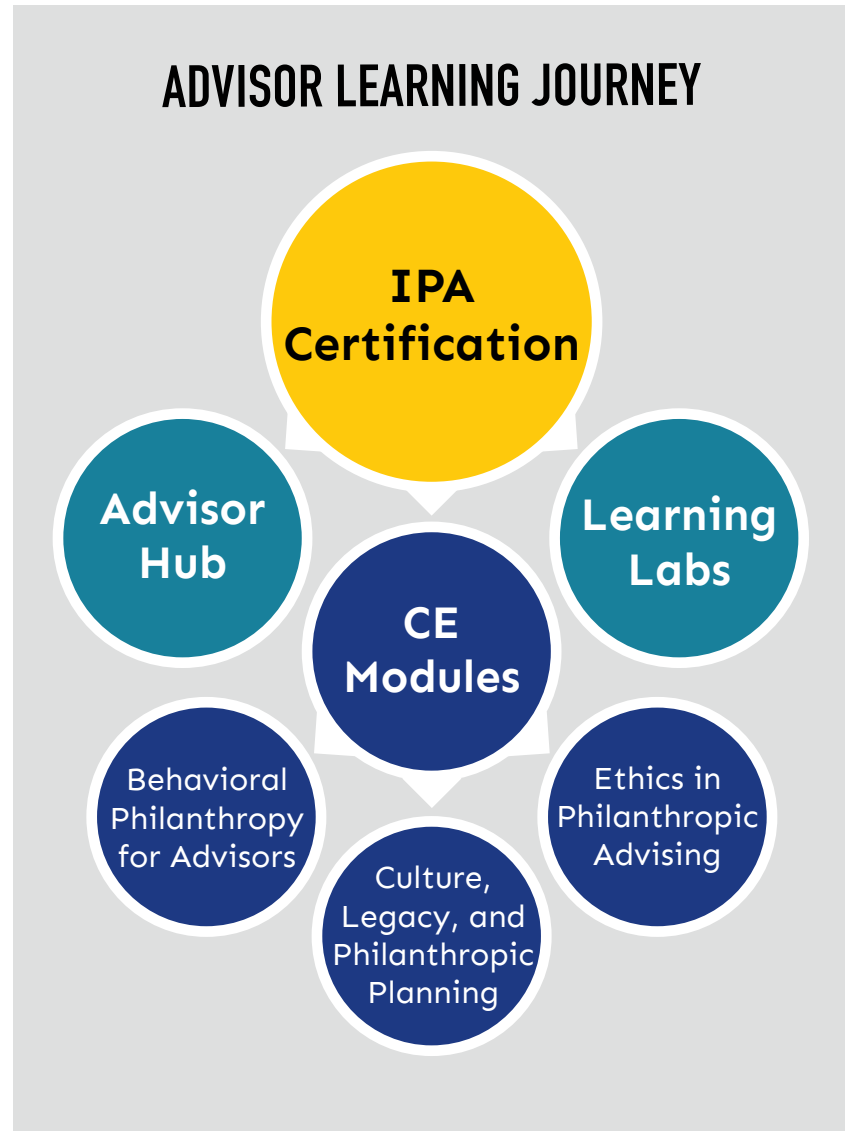 ADVISOR LEARNING JOURNEY
IPA
Certification
Advisor
Hub
Learning
Labs
CE
Modules
Behavioral
Philanthropy
for Advisors
Culture,
Legacy, and
Philanthropic
Planning
Ethics in
Philanthropic
Advising